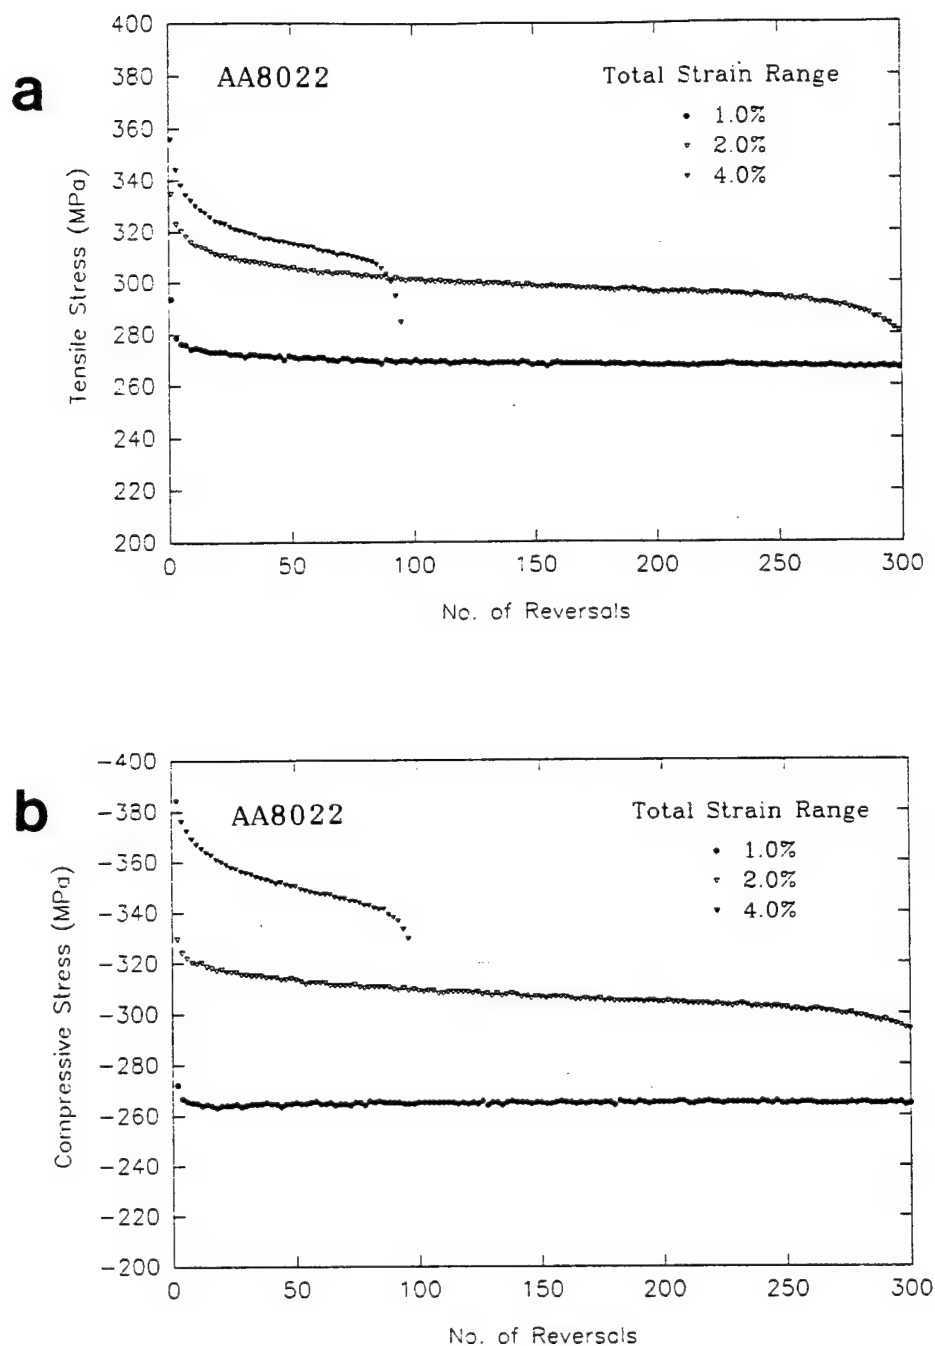 a
AA8022
Total Strain Range
1.0%
2.0%
4.0%
400
380
360
340
320
300
280
260
240
220
200
Tensile Stress (MPa)
0 50 100 150 200 250 300
No. of Reversals
b
AA8022
Total Strain Range
1.0%
2.0%
4.0%
-400
-380
-350
-340
-320
-300
-280
-260
-240
-220
-200
Compressive Stress (MPa)
0 50 100 150 200 250 300
No. of Reversals